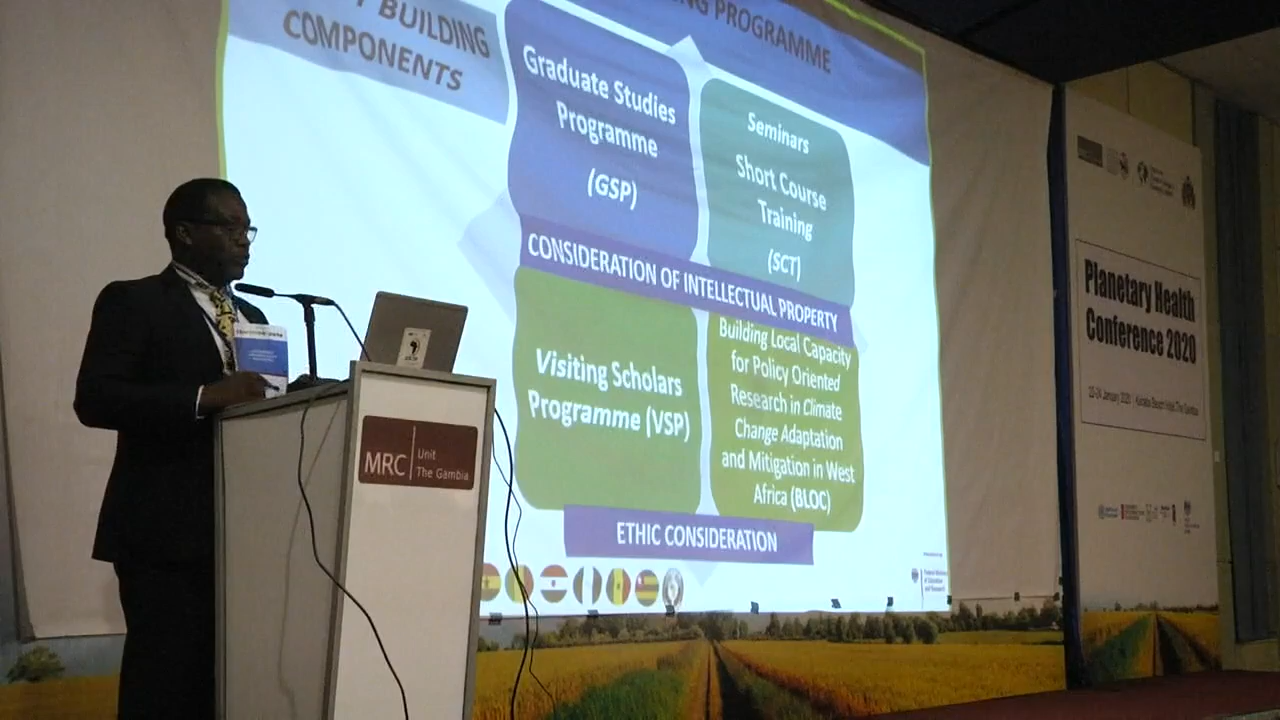 BUILDING
COMPONENTS
PROGRAMME
Graduate Studies
Programme
(GSP)
Seminars
Short Course
Training
(SCT)
CONSIDERATION OF INTELLECTUAL PROPERTY
Visiting Scholars
Programme (VSP)
Building Local Capacity
for Policy Oriented
Research in Climate
Change Adaptation
and Mitigation in West
Africa (BLOC)
ETHIC CONSIDERATION
MRC Unit
The Gambia
Planetary Health
Conference 2020